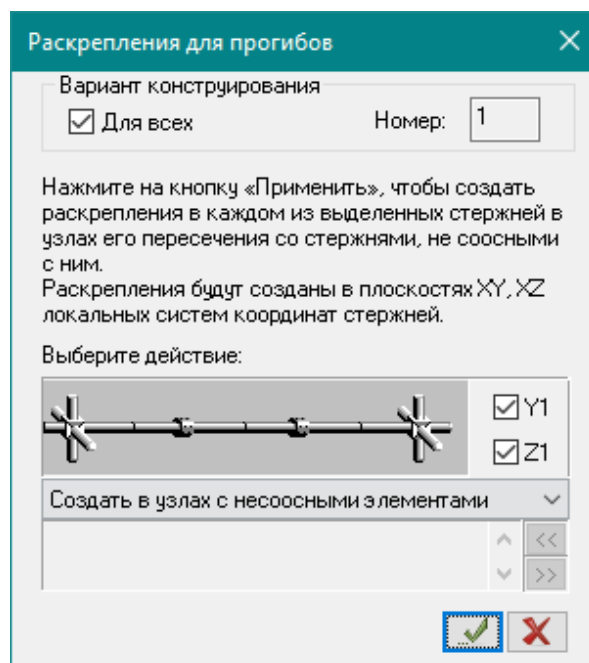 Раскрепления для прогибов
Вариант конструирования
Для всех
Номер: 1
Нажмите на кнопку «Применить», чтобы создать
раскрепления в каждом из выделенных стержней в
узлах его пересечения со стержнями, не соосными
с ним.
Раскрепления будут созданы в плоскостях XY, XZ
локальных систем координат стержней.
Выберите действие:
Y1
Z1
Создать в узлах с несоосными элементами
<<
>>